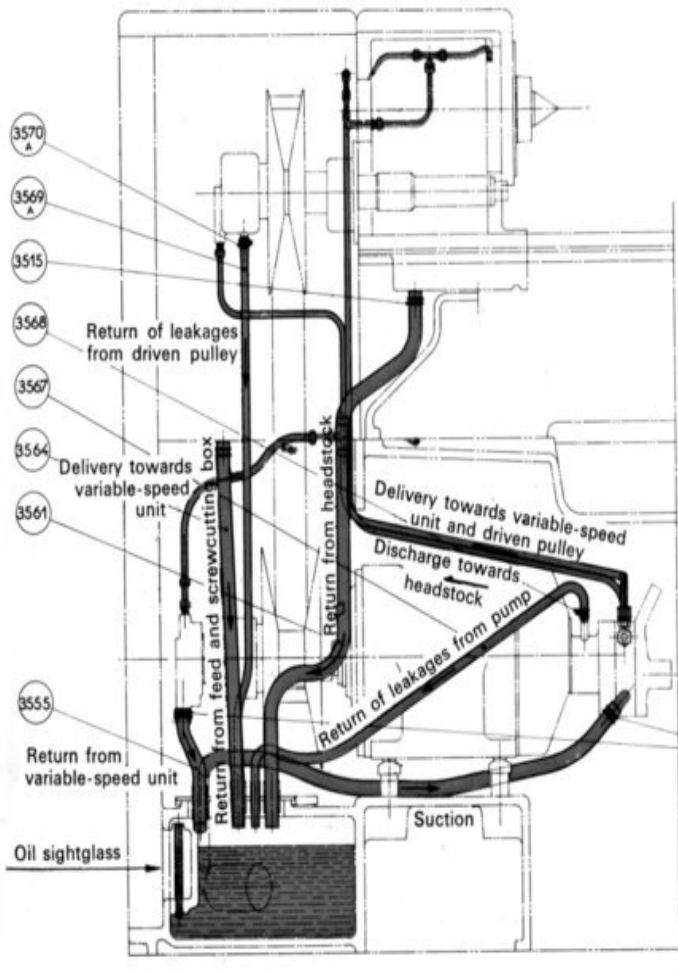 3570
A
3569
A
3515
3568
Return of leakages
from driven pulley
3567
3564
Delivery towards
variable-speed
unit
3561
Return from feed and screwcutting box
Return from headstock
Delivery towards variable-speed
unit and driven pulley
Discharge towards
headstock
Return of leakages from pump
3555
Return from
variable-speed unit
Suction
Oil sightglass